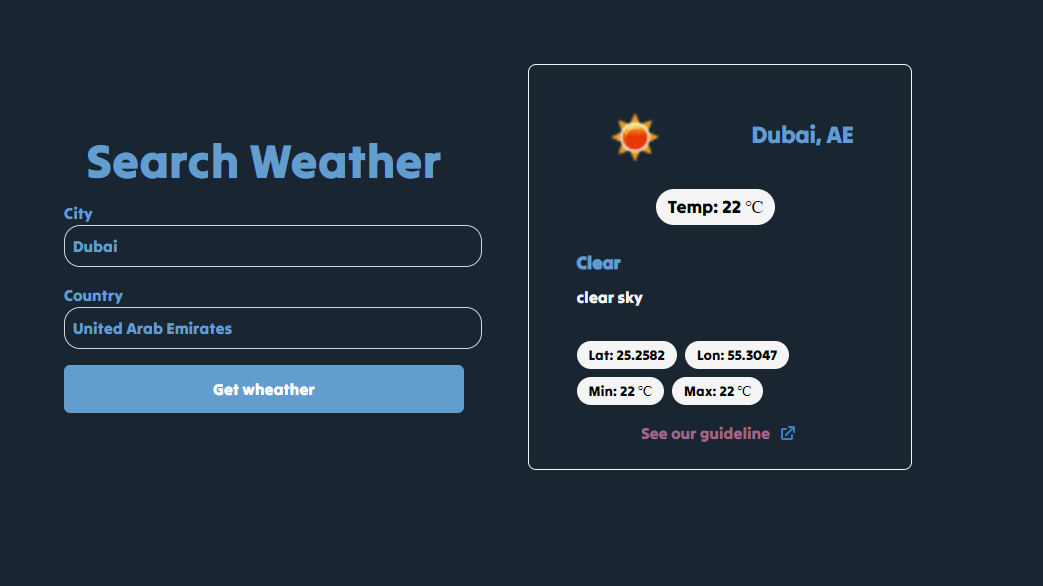 Search Weather
City
Dubai
Country
United Arab Emirates
Get wheather
Dubai, AE
Temp: 22 °C
Clear
clear sky
Lat: 25.2582 Lon: 55.3047
Min: 22 °C Max: 22 °C
See our guideline